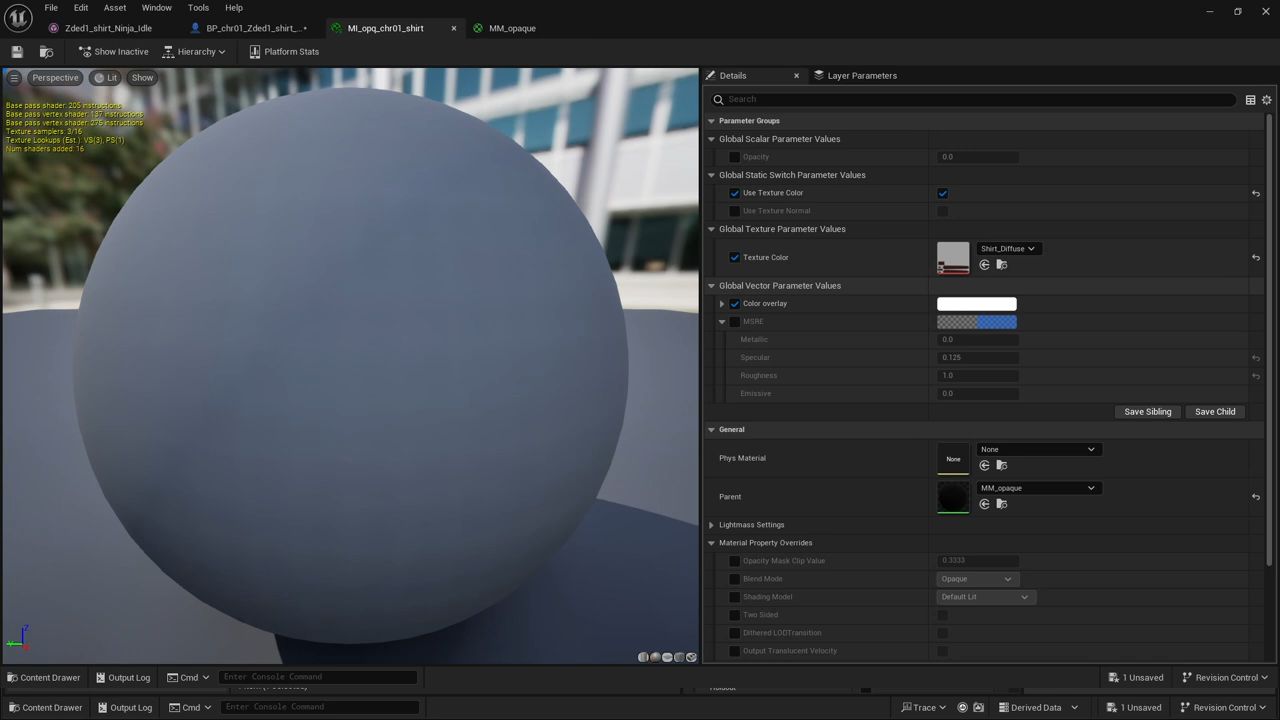 File Edit Asset Window Tools Help
Zded1_shirt_Ninja_Idle
BP_chr01_Zded1_shirt_...•
MI_opq_chr01_shirt
MM_opaque
Show Inactive
Hierarchy
Platform Stats
Perspective
Lit
Show
Base pass shader: 205 instructions
Base pass vertex shader: 137 instructions
Base pass vertex shader: 275 instructions
Texture samplers: 3/16
Texture Lookups (Est.): VS(3), PS(1)
Num shaders added: 16
Details
Layer Parameters
Search
Parameter Groups
Global Scalar Parameter Values
Opacity 0.0
Global Static Switch Parameter Values
Use Texture Color
Use Texture Normal
Global Texture Parameter Values
Texture Color Shirt_Diffuse
Global Vector Parameter Values
Color overlay
MSRE
Metallic 0.0
Specular 0.125
Roughness 1.0
Emissive 0.0
Save Sibling Save Child
General
Phys Material None None
Parent MM_opaque
Lightmass Settings
Material Property Overrides
Opacity Mask Clip Value 0.3333
Blend Mode Opaque
Shading Model Default Lit
Two Sided
Dithered LODTransition
Output Translucent Velocity
Content Drawer Output Log Cmd Enter Console Command 1 Unsaved Revision Control
Content Drawer Output Log Cmd Enter Console Command Trace Derived Data 1 Unsaved Revision Control